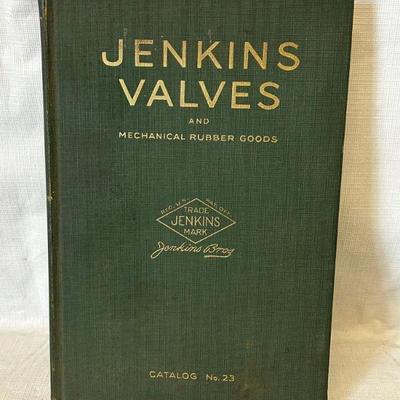 JENKINS
VALVES
AND
MECHANICAL RUBBER GOODS
REG. U.S. PAT. OFF.
TRADE
JENKINS
MARK
Jenkins Bros
CATALOG No. 23